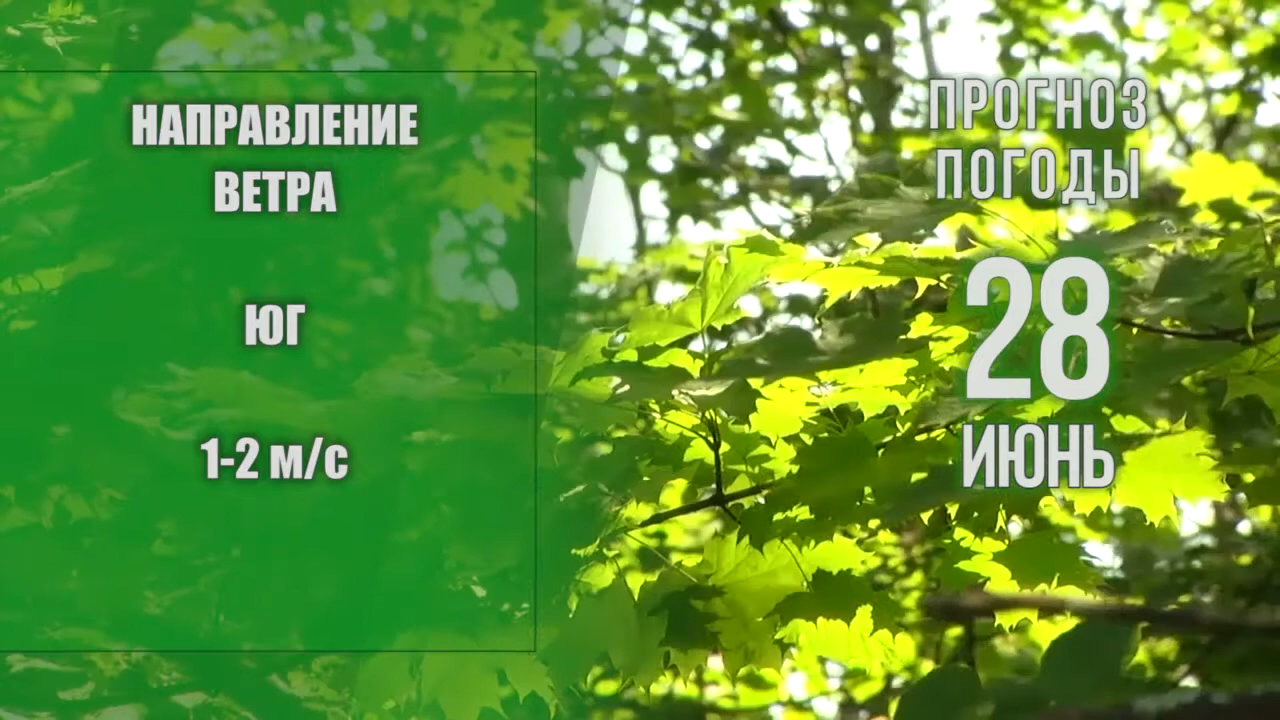 НАПРАВЛЕНИЕ
ВЕТРА
ЮГ
1-2 м/с
ПРОГНОЗ
ПОГОДЫ
28
ИЮНЬ